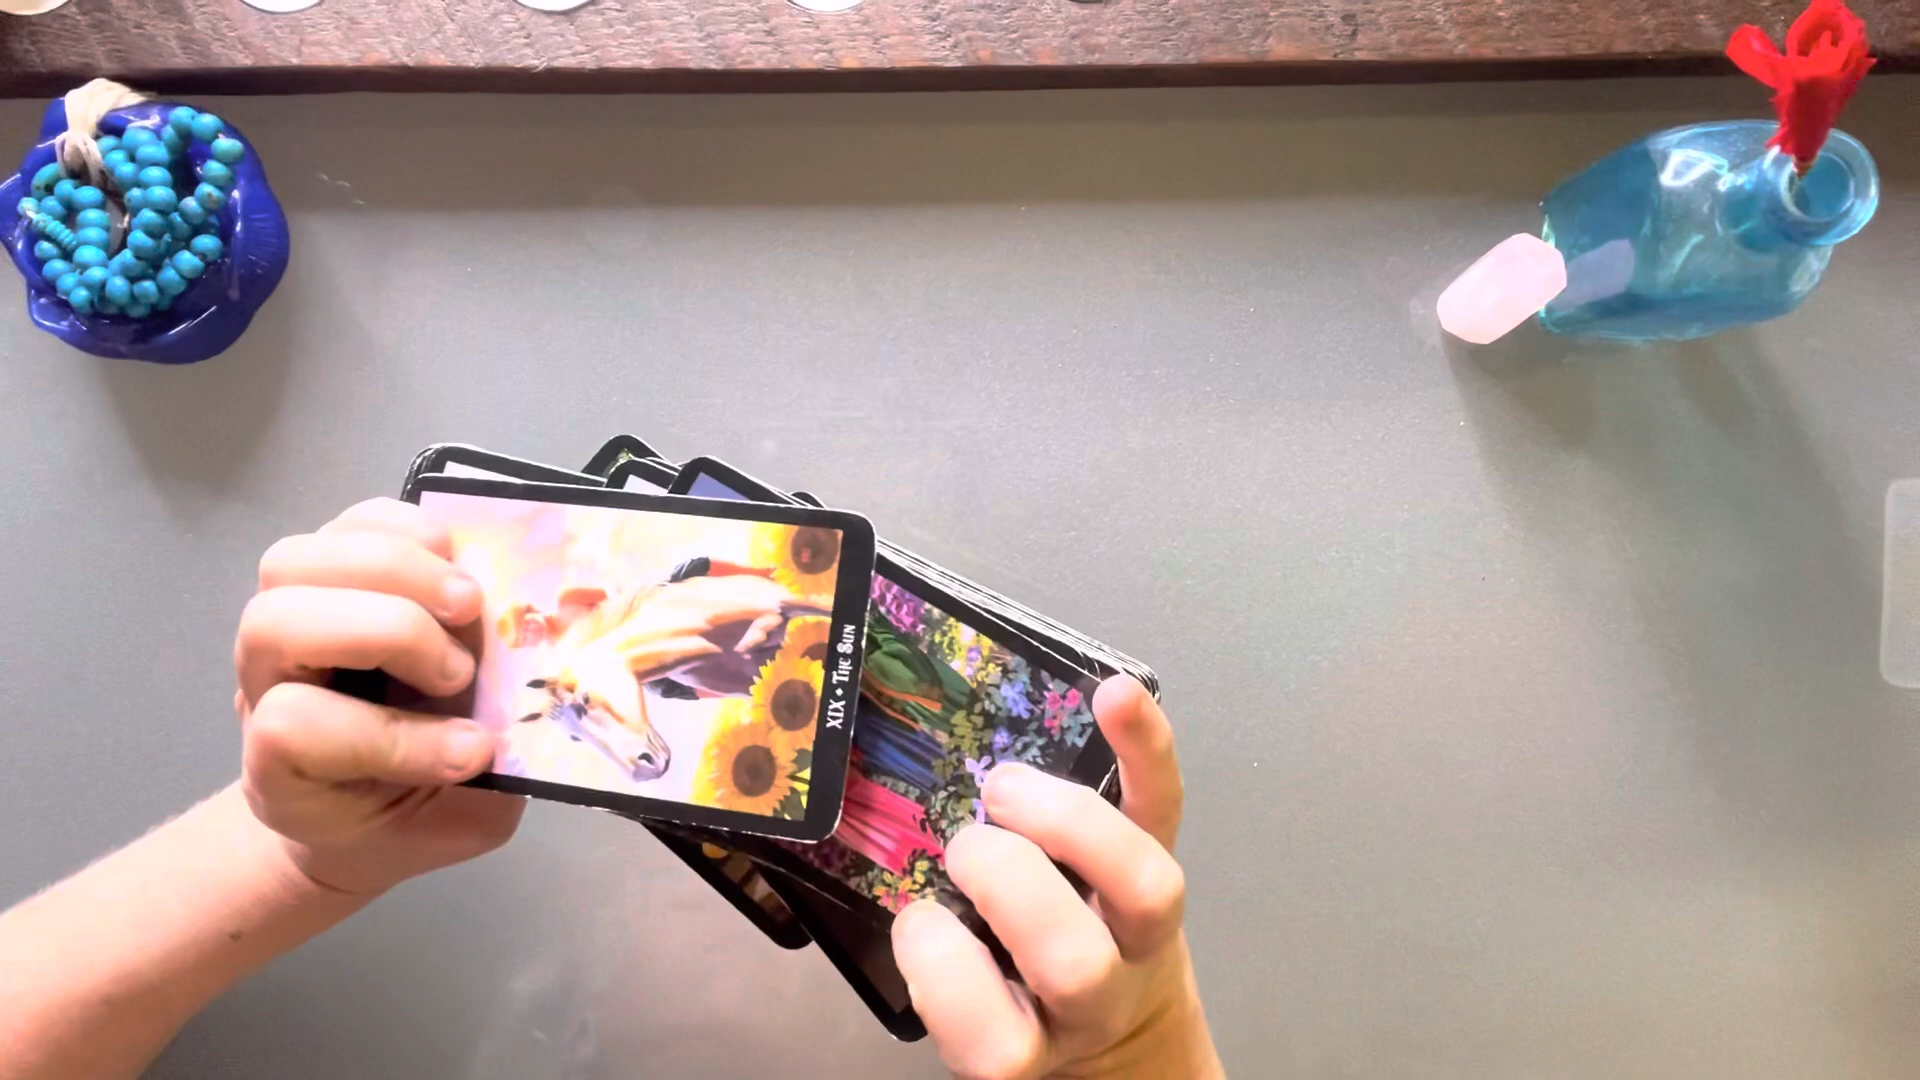 XIX • The Sun